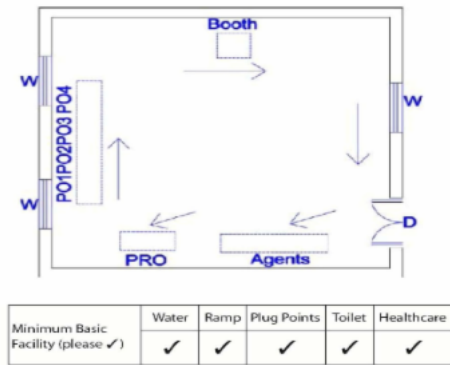 Booth
W
W
PO1PO2PO3 PO4
W
D
PRO
Agents
Minimum Basic Facility (please ✓) Water Ramp Plug Points Toilet Healthcare
✓ ✓ ✓ ✓ ✓